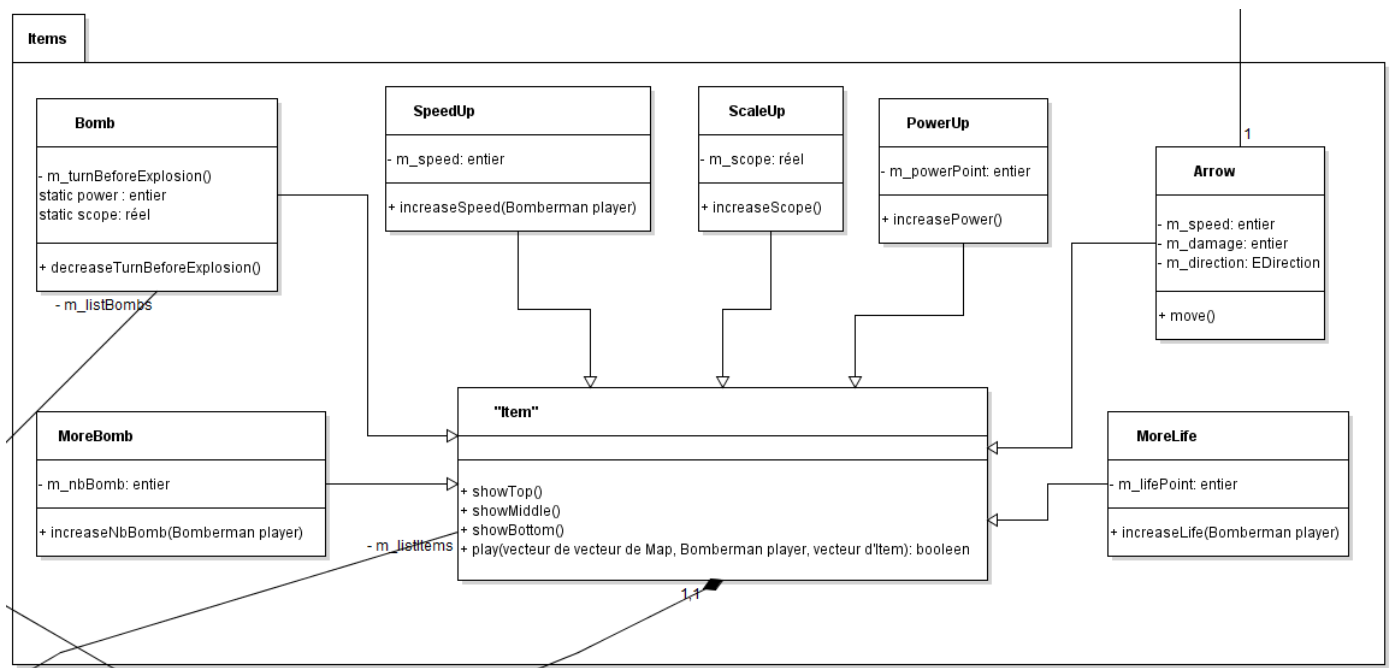 Items
Bomb
- m_turnBeforeExplosion()
static power : entier
static scope: réel
+ decreaseTurnBeforeExplosion()
- m_listBombs
SpeedUp
- m_speed: entier
+ increaseSpeed(Bomberman player)
ScaleUp
- m_scope: réel
+ increaseScope()
PowerUp
- m_powerPoint: entier
+ increasePower()
1
Arrow
- m_speed: entier
- m_damage: entier
- m_direction: EDirection
+ move()
MoreBomb
- m_nbBomb: entier
+ increaseNbBomb(Bomberman player)
"Item"
+ showTop()
+ showMiddle()
+ showBottom()
+ play(vecteur de vecteur de Map, Bomberman player, vecteur d'Item): booleen
- m_listItems
1,1
MoreLife
- m_lifePoint: entier
+ increaseLife(Bomberman player)